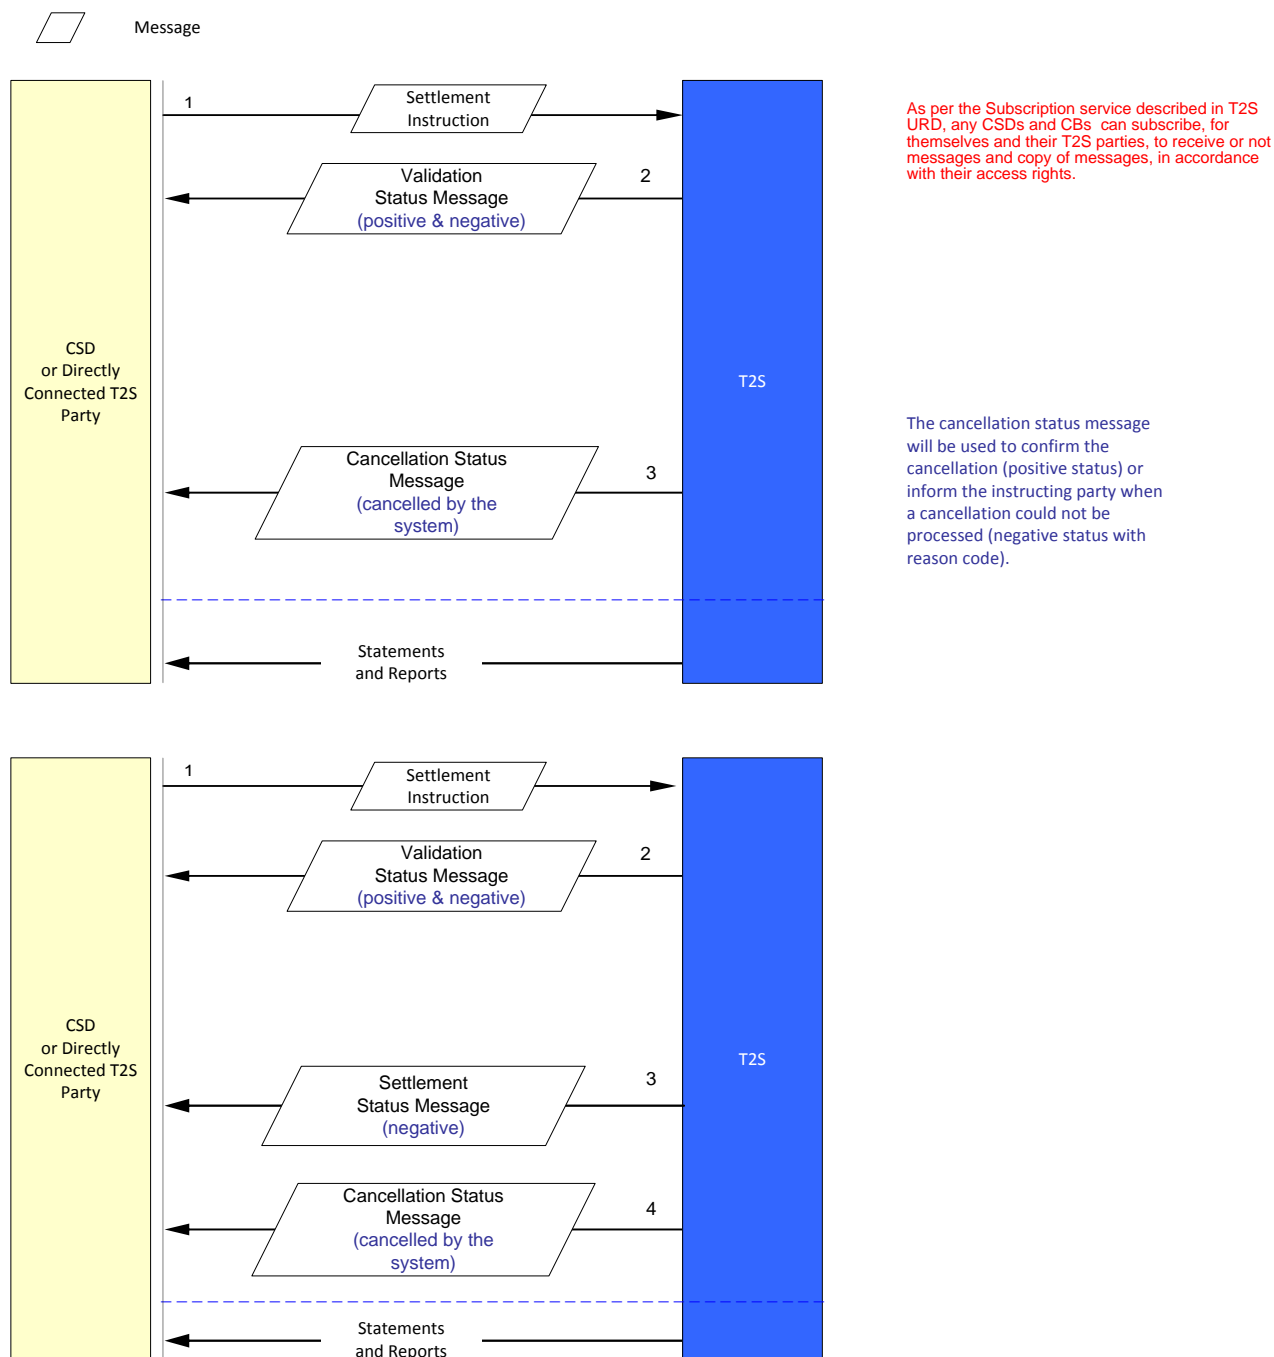 Message
1
Settlement
Instruction
As per the Subscription service described in T2S
URD, any CSDs and CBs can subscribe, for
themselves and their T2S parties, to receive or not
messages and copy of messages, in accordance
with their access rights.
Validation
Status Message
(positive & negative)
2
CSD
or Directly
Connected T2S
Party
T2S
The cancellation status message
will be used to confirm the
cancellation (positive status) or
inform the instructing party when
a cancellation could not be
processed (negative status with
reason code).
Cancellation Status
Message
(cancelled by the
system)
3
Statements
and Reports
1
Settlement
Instruction
Validation
Status Message
(positive & negative)
2
CSD
or Directly
Connected T2S
Party
T2S
Settlement
Status Message
(negative)
3
Cancellation Status
Message
(cancelled by the
system)
4
Statements
and Reports